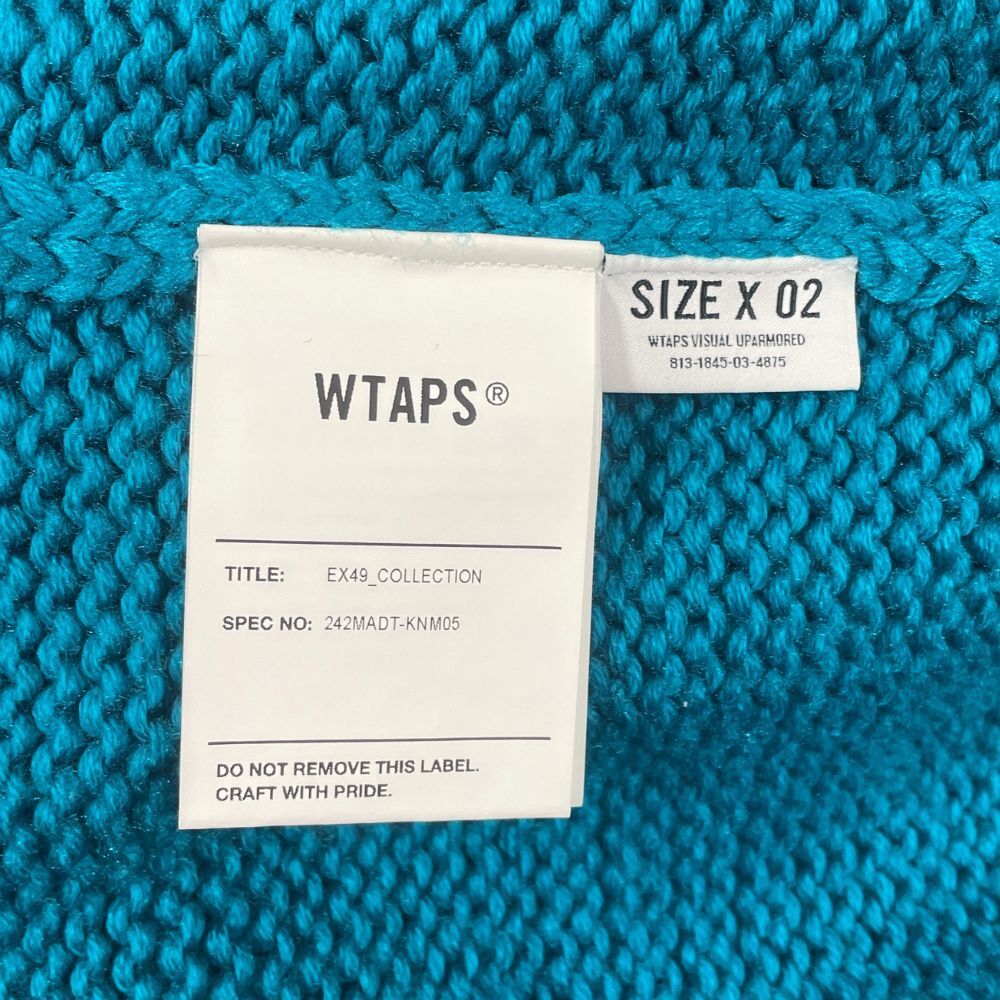 WTAPS®
TITLE: EX49_COLLECTION
SPEC NO: 242MADT-KNM05
DO NOT REMOVE THIS LABEL.
CRAFT WITH PRIDE.
SIZE X 02
WTAPS VISUAL UPARMORED
813-1845-03-4875